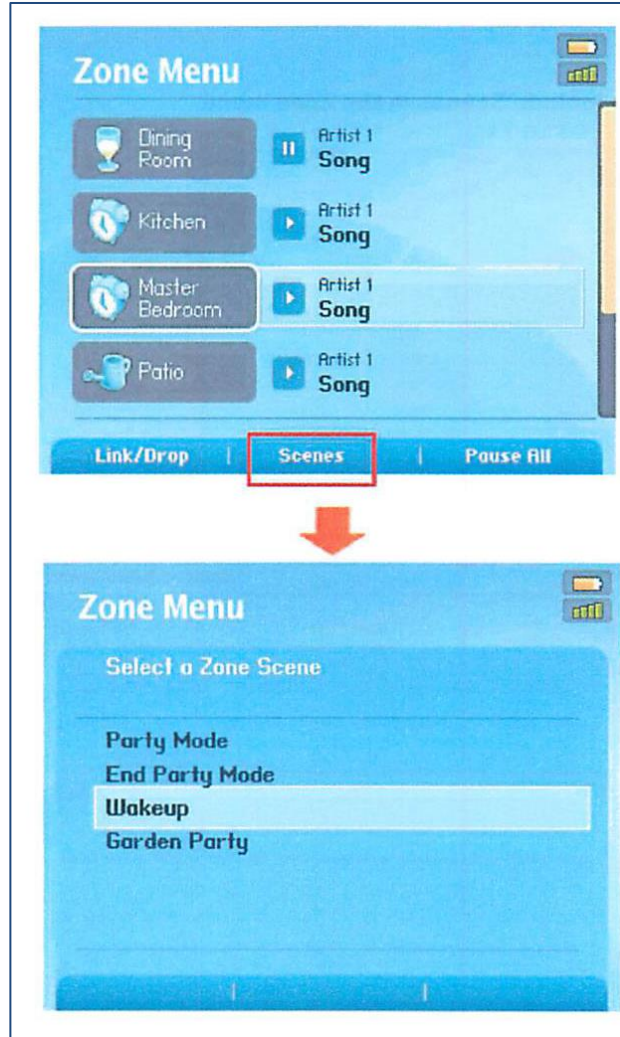 Zone Menu
Dining
Room
Artist 1
Song
Kitchen
Artist 1
Song
Master
Bedroom
Artist 1
Song
Patio
Artist 1
Song
Link/Drop | Scenes | Pause All
Zone Menu
Select a Zone Scene
Party Mode
End Party Mode
Wakeup
Garden Party